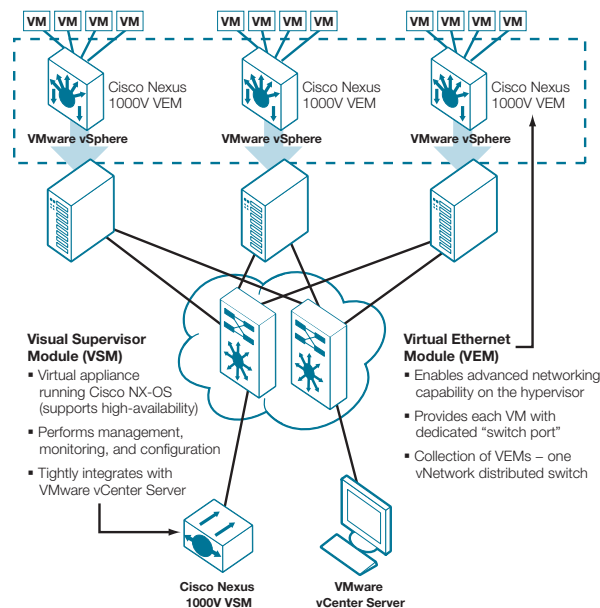 VM VM VM VM
VM VM VM VM
VM VM VM VM
Cisco Nexus
1000V VEM
Cisco Nexus
1000V VEM
Cisco Nexus
1000V VEM
VMware vSphere
VMware vSphere
VMware vSphere
Visual Supervisor
Module (VSM)
▪ Virtual appliance
running Cisco NX-OS
(supports high-availability)
▪ Performs management,
monitoring, and configuration
▪ Tightly integrates with
VMware vCenter Server
Virtual Ethernet
Module (VEM)
▪ Enables advanced networking
capability on the hypervisor
▪ Provides each VM with
dedicated “switch port”
▪ Collection of VEMs – one
vNetwork distributed switch
Cisco Nexus
1000V VSM
VMware
vCenter Server